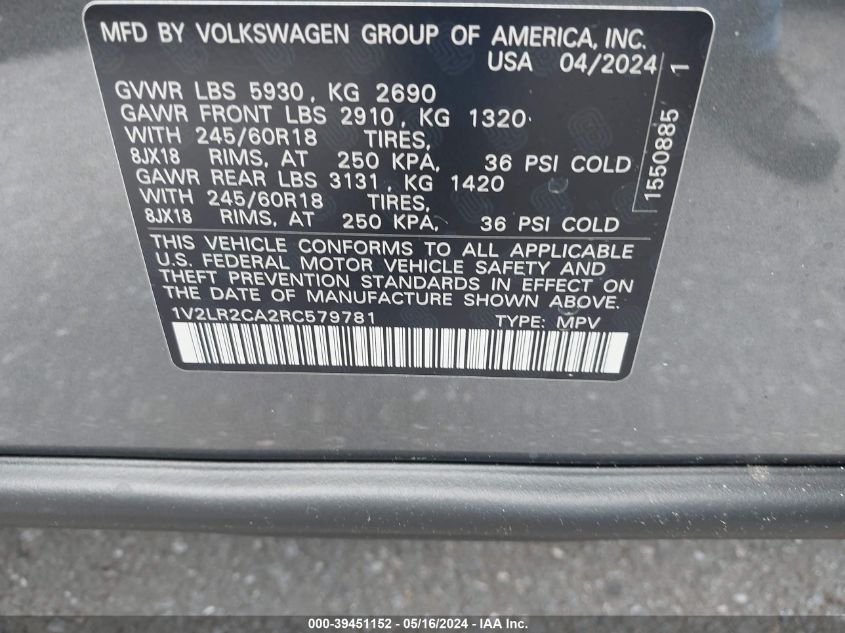 MFD BY VOLKSWAGEN GROUP OF AMERICA, INC.
USA 04/2024
GVWR LBS 5930, KG 2690
GAWR FRONT LBS 2910, KG 1320
WITH 245/60R18 TIRES,
8JX18 RIMS, AT 250 KPA, 36 PSI COLD
GAWR REAR LBS 3131, KG 1420
WITH 245/60R18 TIRES,
8JX18 RIMS, AT 250 KPA, 36 PSI COLD
1550885 1
THIS VEHICLE CONFORMS TO ALL APPLICABLE
U.S. FEDERAL MOTOR VEHICLE SAFETY AND
THEFT PREVENTION STANDARDS IN EFFECT ON
THE DATE OF MANUFACTURE SHOWN ABOVE.
1V2LR2CA2RC579781 TYPE: MPV
000-39451152 - 05/16/2024 - IAA Inc.